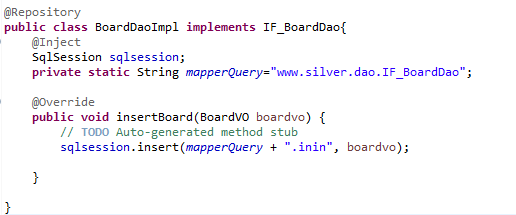 @Repository
public class BoardDaoImpl implements IF_BoardDao{
@Inject
SqlSession sqlsession;
private static String mapperQuery="www.silver.dao.IF_BoardDao";
@Override
public void insertBoard(BoardVO boardvo) {
// TODO Auto-generated method stub
sqlsession.insert(mapperQuery + ".inin", boardvo);
}
}